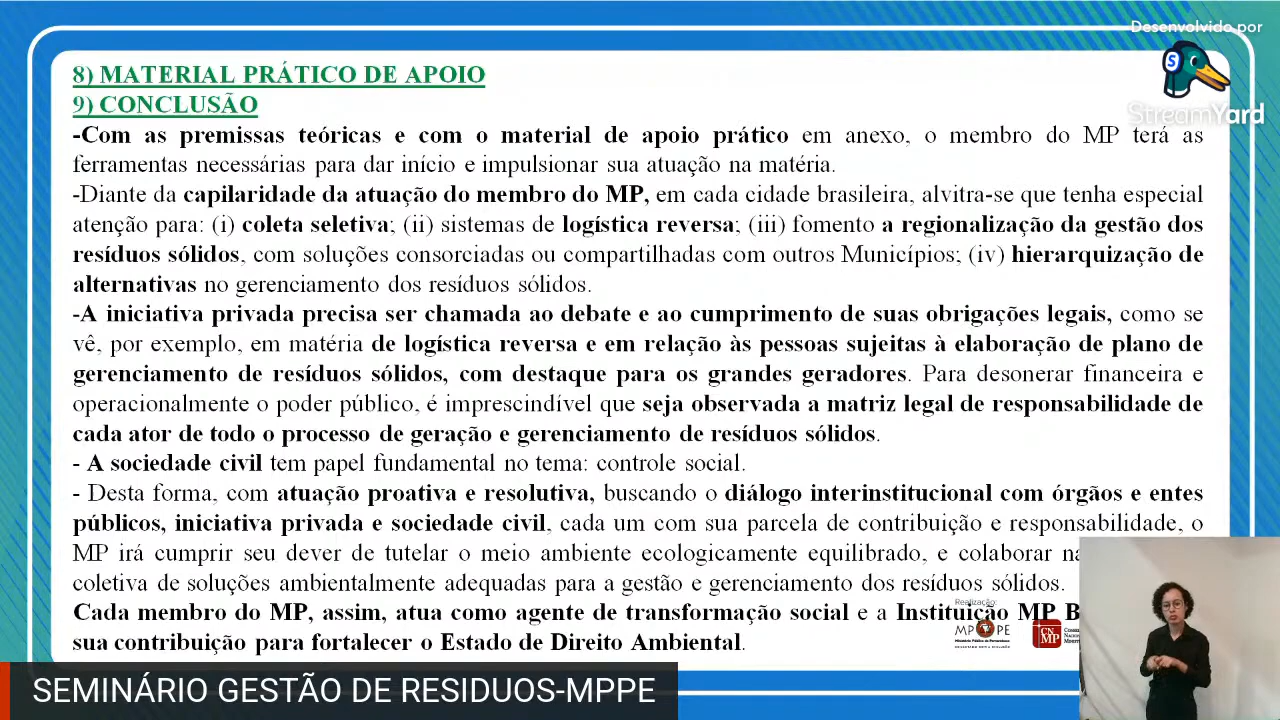 Desenvolvido por
StreamYard
8) MATERIAL PRÁTICO DE APOIO
9) CONCLUSÃO
-Com as premissas teóricas e com o material de apoio prático em anexo, o membro do MP terá as
ferramentas necessárias para dar início e impulsionar sua atuação na matéria.
-Diante da capilaridade da atuação do membro do MP, em cada cidade brasileira, alvitra-se que tenha especial
atenção para: (i) coleta seletiva; (ii) sistemas de logística reversa; (iii) fomento a regionalização da gestão dos
resíduos sólidos, com soluções consorciadas ou compartilhadas com outros Municípios; (iv) hierarquização de
alternativas no gerenciamento dos resíduos sólidos.
-A iniciativa privada precisa ser chamada ao debate e ao cumprimento de suas obrigações legais, como se
vê, por exemplo, em matéria de logística reversa e em relação às pessoas sujeitas à elaboração de plano de
gerenciamento de resíduos sólidos, com destaque para os grandes geradores. Para desonerar financeira e
operacionalmente o poder público, é imprescindível que seja observada a matriz legal de responsabilidade de
cada ator de todo o processo de geração e gerenciamento de resíduos sólidos.
- A sociedade civil tem papel fundamental no tema: controle social.
- Desta forma, com atuação proativa e resolutiva, buscando o diálogo interinstitucional com órgãos e entes
públicos, iniciativa privada e sociedade civil, cada um com sua parcela de contribuição e responsabilidade, o
MP irá cumprir seu dever de tutelar o meio ambiente ecologicamente equilibrado, e colaborar
coletiva de soluções ambientalmente adequadas para a gestão e gerenciamento dos resíduos sólidos.
Cada membro do MP, assim, atua como agente de transformação social e a Instituição MP
sua contribuição para fortalecer o Estado de Direito Ambiental.
Realização:
MPPE
CNMP
SEMINÁRIO GESTÃO DE RESIDUOS-MPPE